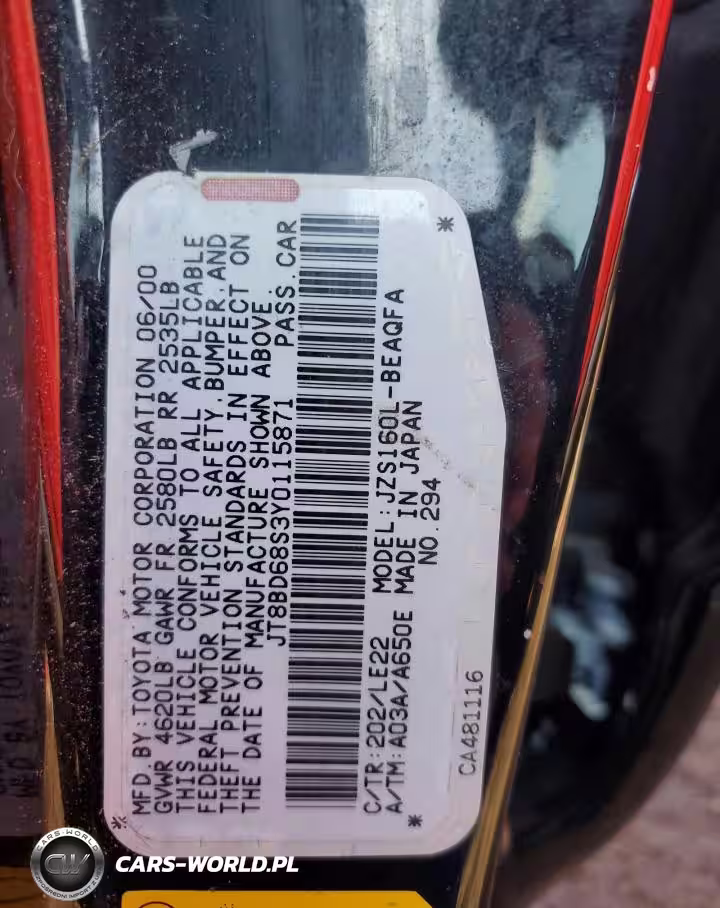 MFD. BY: TOYOTA MOTOR CORPORATION 06/00
GVWR 4620LB GAWR FR 2580LB RR 2535LB
THIS VEHICLE CONFORMS TO ALL APPLICABLE
FEDERAL MOTOR VEHICLE SAFETY, BUMPER, AND
THEFT PREVENTION STANDARDS IN EFFECT ON
THE DATE OF MANUFACTURE SHOWN ABOVE.
JT8BD68S3Y0115871 PASS. CAR
C/TR: 202/LE22 MODEL: JZS160L-BEAQFA
A/TM: A03A/A650E MADE IN JAPAN
NO. 294
CA481116
CARS-WORLD
CW
CARS-WORLD.PL